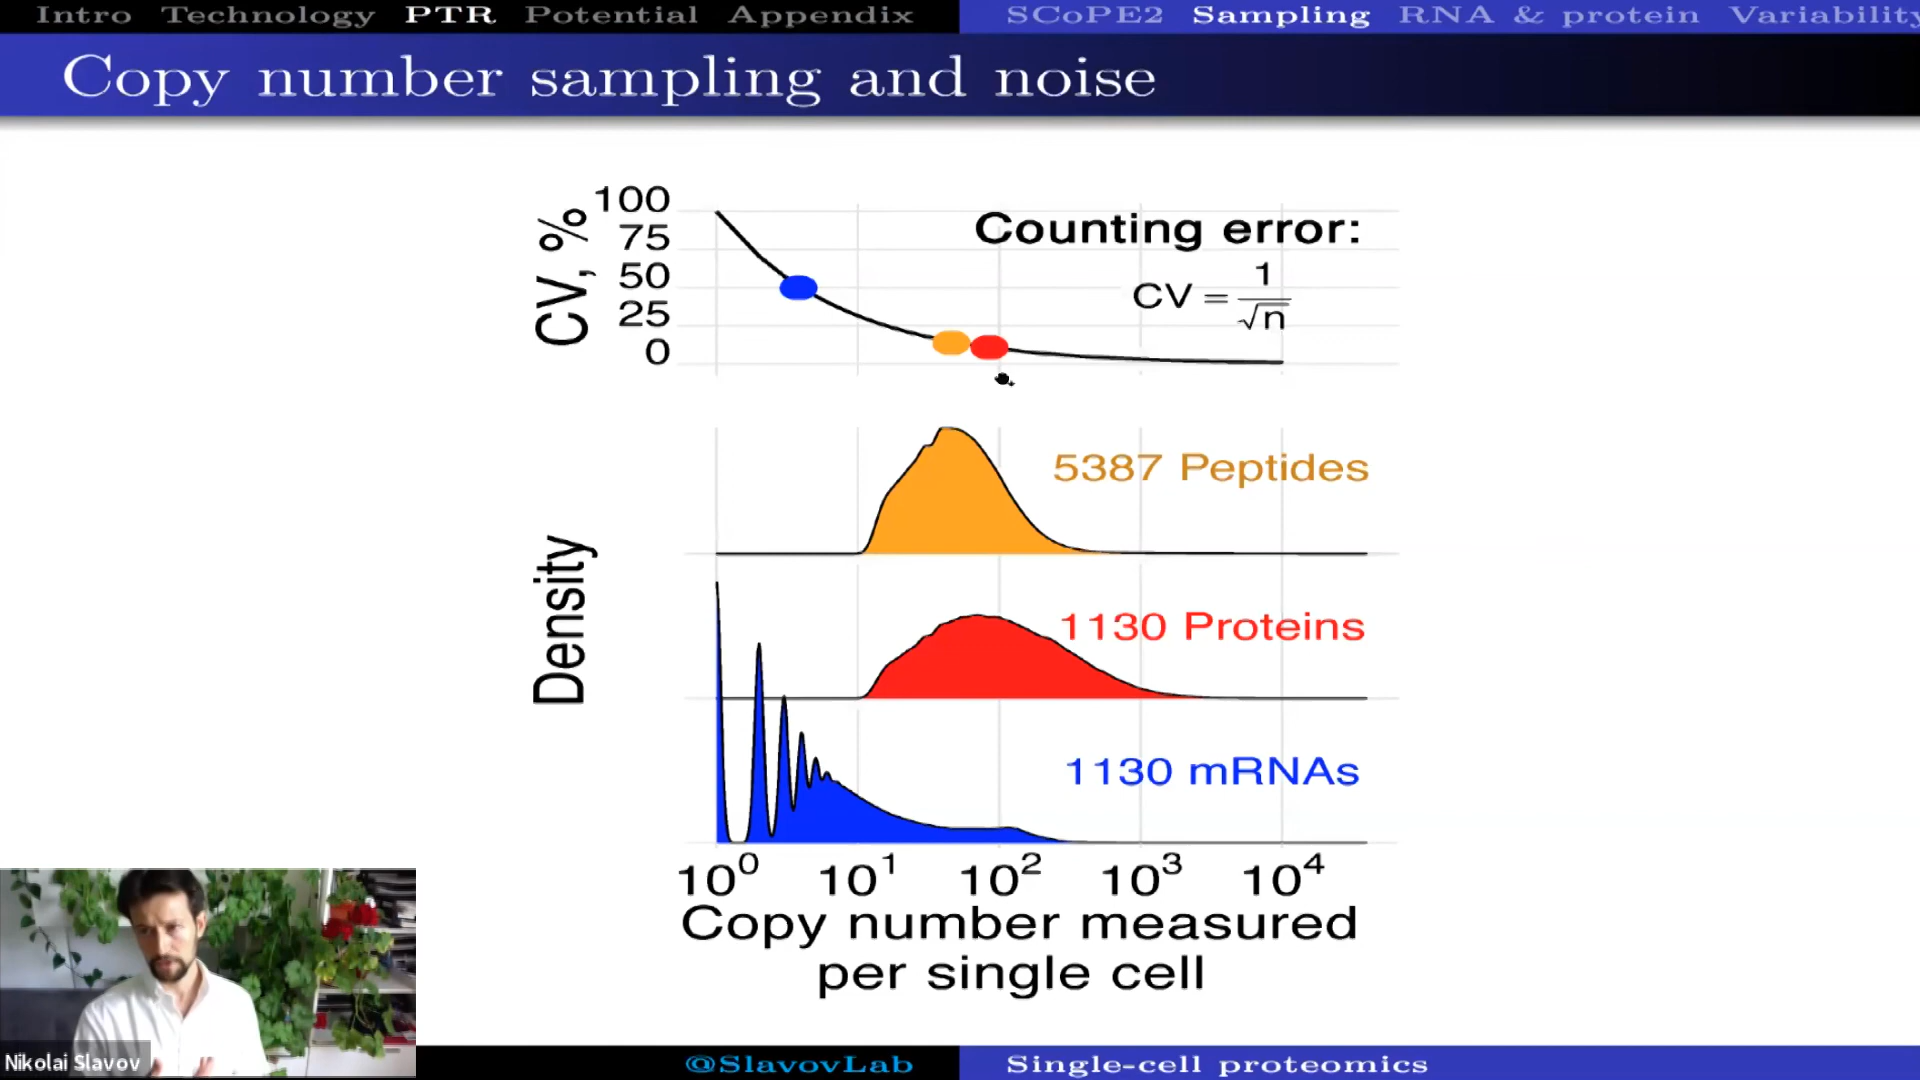 Intro Technology PTR Potential Appendix SCoPE2 Sampling RNA & protein Variability
Copy number sampling and noise
CV, %
100
75
50
25
0
Counting error:
CV = 1/√n
Density
5387 Peptides
1130 Proteins
1130 mRNAs
10⁰ 10¹ 10² 10³ 10⁴
Copy number measured
per single cell
Nikolai Slavov
@SlavovLab Single-cell proteomics